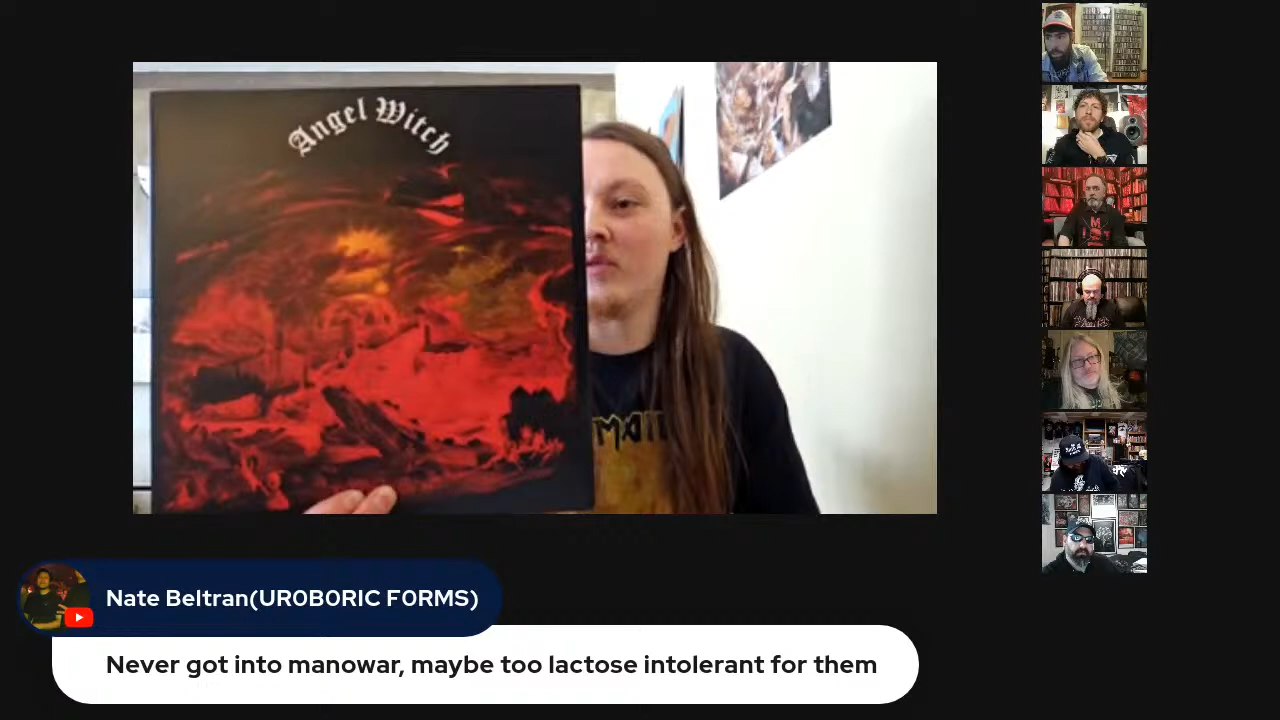 Angel Witch
Nate Beltran(UR0B0RIC F0RMS)
Never got into manowar, maybe too lactose intolerant for them